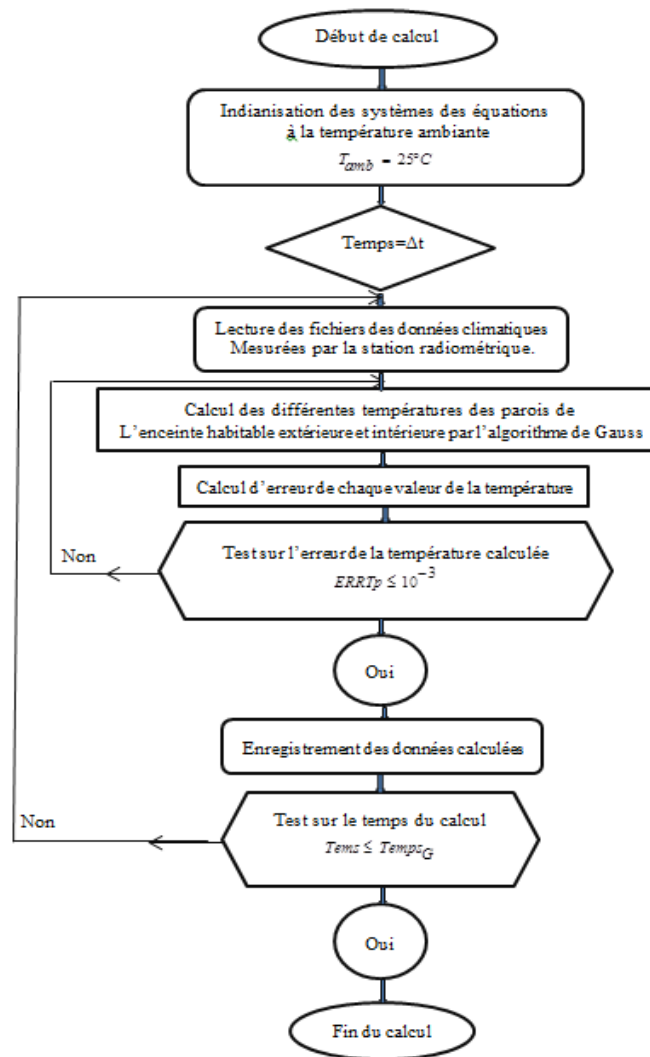 Début de calcul
Indianisation des systèmes des équations
à la température ambiante
T_amb = 25°C
Temps=Δt
Lecture des fichiers des données climatiques
Mesurées par la station radiométrique.
Calcul des différentes températures des parois de
L'enceinte habitable extérieure et intérieure par l'algorithme de Gauss
Calcul d'erreur de chaque valeur de la température
Non
Test sur l'erreur de la température calculée
ERRTp ≤ 10⁻³
Oui
Enregistrement des données calculées
Non
Test sur le temps du calcul
Tems ≤ Temps_G
Oui
Fin du calcul